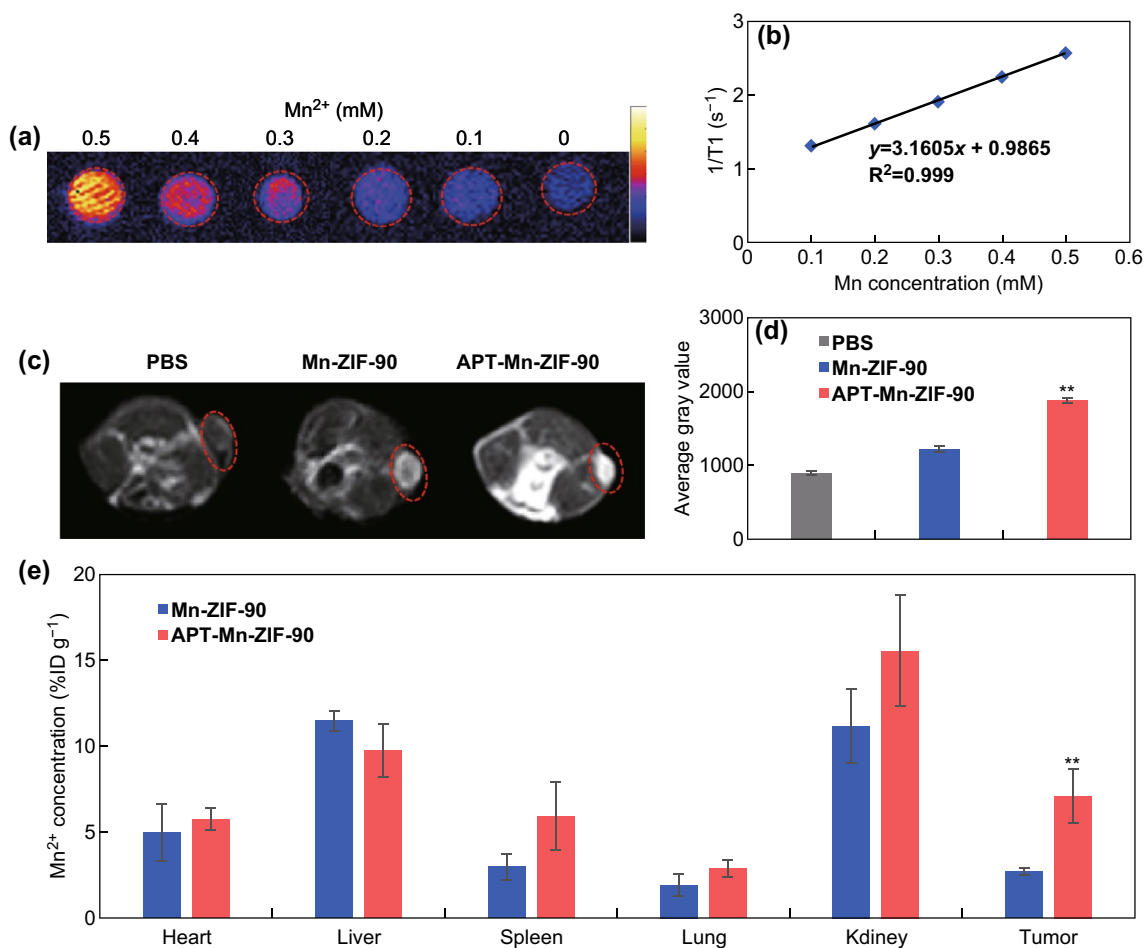 (a)
Mn²⁺ (mM)
0.5 0.4 0.3 0.2 0.1 0
(b)
3
2
1
0
1/T1 (s⁻¹)
y=3.1605x + 0.9865
R²=0.999
0 0.1 0.2 0.3 0.4 0.5 0.6
Mn concentration (mM)
(c)
PBS Mn-ZIF-90 APT-Mn-ZIF-90
(d)
3000
2000
1000
0
Average gray value
PBS
Mn-ZIF-90
APT-Mn-ZIF-90
**
(e)
20
15
10
5
0
Mn²⁺ concentration (%ID g⁻¹)
Mn-ZIF-90
APT-Mn-ZIF-90
**
Heart Liver Spleen Lung Kdiney Tumor